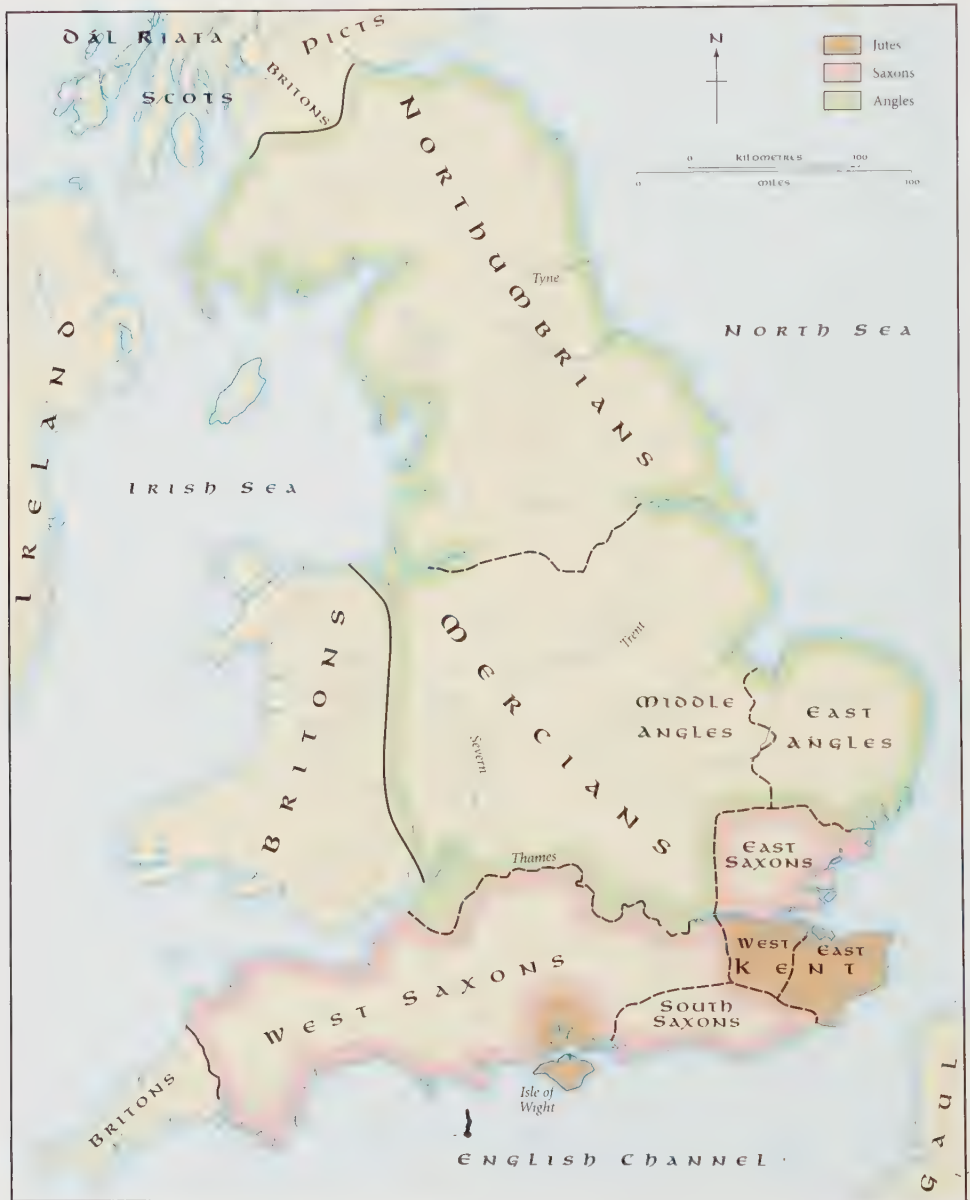 DÁL RIATA
SCOTS
PICTS
BRITONS
N
Jutes
Saxons
Angles
0 KILOMETRES 100
0 MILES 100
NORTHUMBRIANS
Tyne
NORTH SEA
IRELAND
IRISH SEA
BRITONS
MERCIANS
Trent
Severn
MIDDLE
ANGLES
EAST
ANGLES
EAST
SAXONS
Thames
WEST EAST
KENT
WEST SAXONS
SOUTH
SAXONS
Isle of
Wight
BRITONS
ENGLISH CHANNEL
GAUL